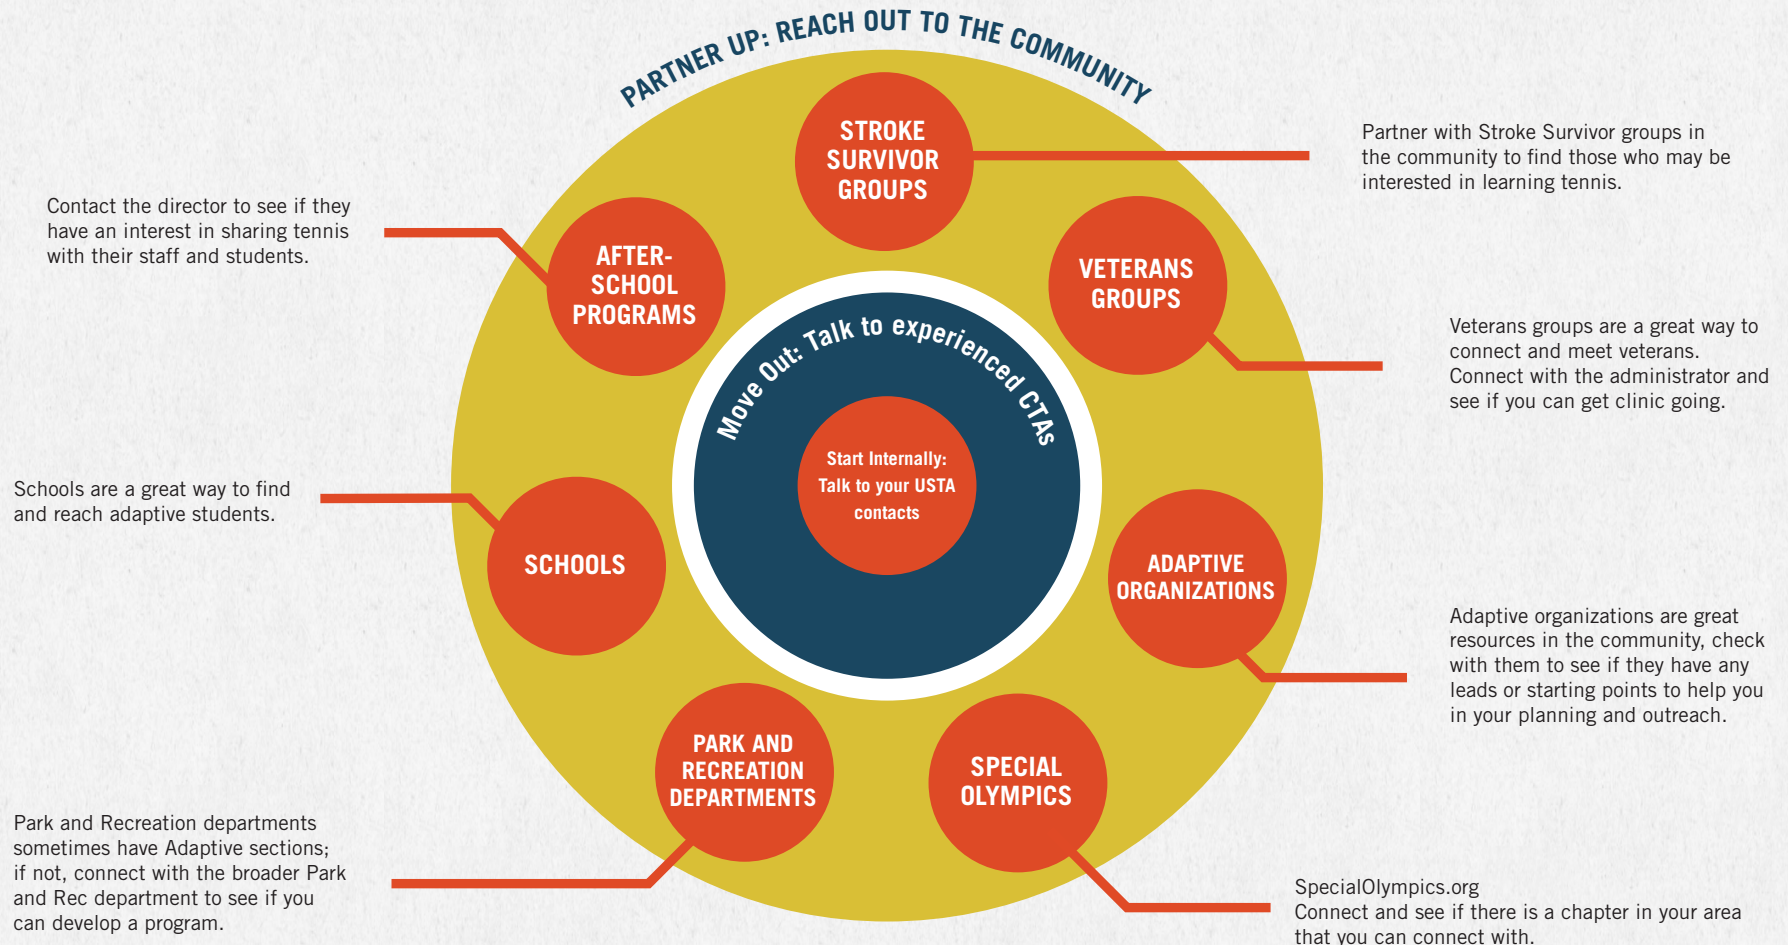 PARTNER UP: REACH OUT TO THE COMMUNITY
STROKE
SURVIVOR
GROUPS
Partner with Stroke Survivor groups in
the community to find those who may be
interested in learning tennis.
Contact the director to see if they
have an interest in sharing tennis
with their staff and students.
AFTER-
SCHOOL
PROGRAMS
VETERANS
GROUPS
Veterans groups are a great way to
connect and meet veterans.
Connect with the administrator and
see if you can get clinic going.
Move Out: Talk to experienced CTAs
Start Internally:
Talk to your USTA
contacts
Schools are a great way to find
and reach adaptive students.
SCHOOLS
ADAPTIVE
ORGANIZATIONS
Adaptive organizations are great
resources in the community, check
with them to see if they have any
leads or starting points to help you
in your planning and outreach.
PARK AND
RECREATION
DEPARTMENTS
Park and Recreation departments
sometimes have Adaptive sections;
if not, connect with the broader Park
and Rec department to see if you
can develop a program.
SPECIAL
OLYMPICS
SpecialOlympics.org
Connect and see if there is a chapter in your area
that you can connect with.